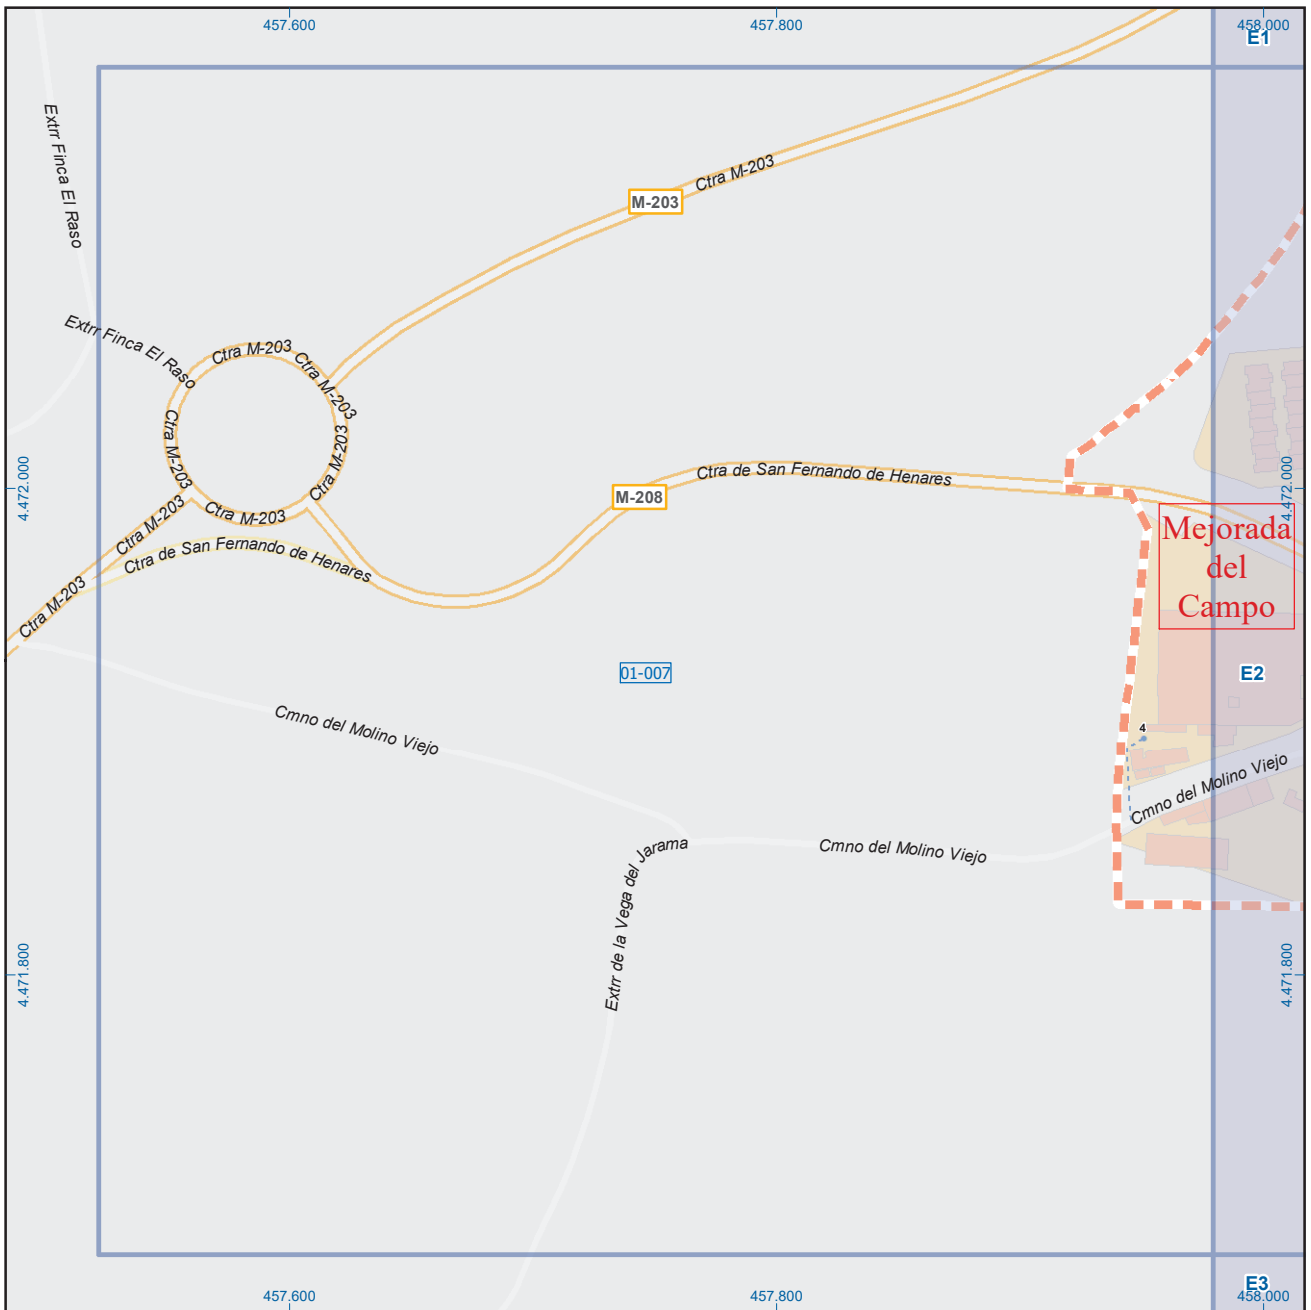 457.600
457.800
458.000
E1
Extrr Finca El Raso
Ctra M-203
M-203
Extrr Finca El Raso
Ctra M-203
Ctra M-203
Ctra M-203
Ctra M-203
Ctra M-203
Ctra M-203
Ctra M-203
Ctra de San Fernando de Henares
Ctra de San Fernando de Henares
M-208
4.472.000
4.472.000
Mejorada
del
Campo
01-007
E2
4
Cmno del Molino Viejo
Cmno del Molino Viejo
Cmno del Molino Viejo
Extrr de la Vega del Jarama
4.471.800
4.471.800
E3
457.600
457.800
458.000